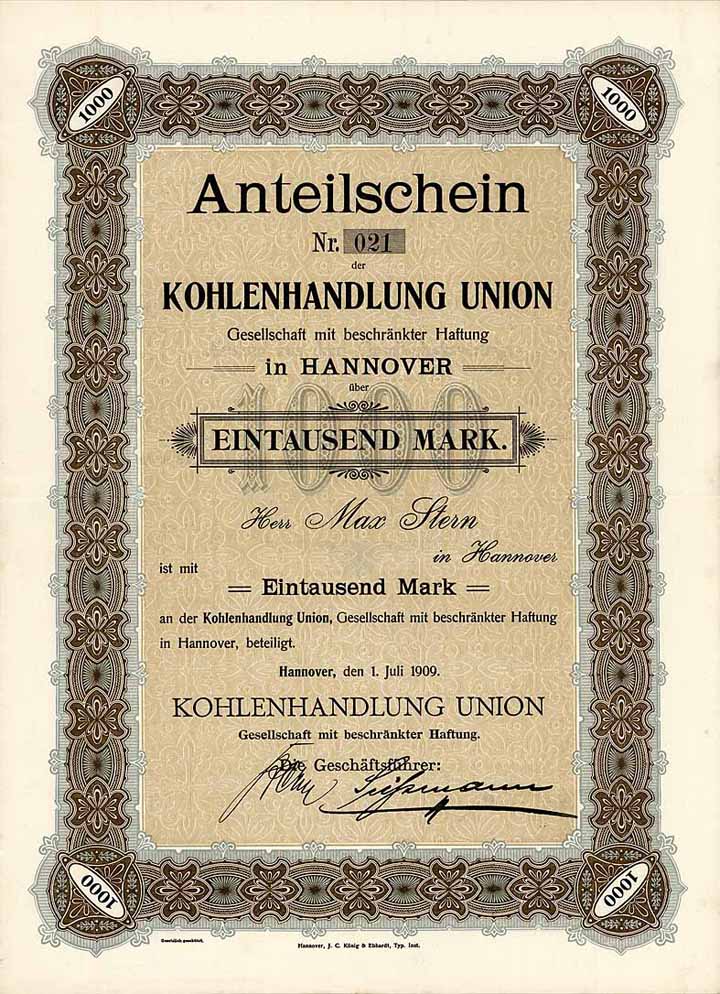 1000 1000
Anteilschein
Nr. 021
der
KOHLENHANDLUNG UNION
Gesellschaft mit beschränkter Haftung
in HANNOVER
über
1000
EINTAUSEND MARK.
Herr Max Stern
in Hannover
ist mit
Eintausend Mark
an der Kohlenhandlung Union, Gesellschaft mit beschränkter Haftung
in Hannover, beteiligt.
Hannover, den 1. Juli 1909.
KOHLENHANDLUNG UNION
Gesellschaft mit beschränkter Haftung.
Die Geschäftsführer:
1000 1000
Gesetzlich geschützt.
Hannover, J. C. König & Ebhardt, Typ. Inst.